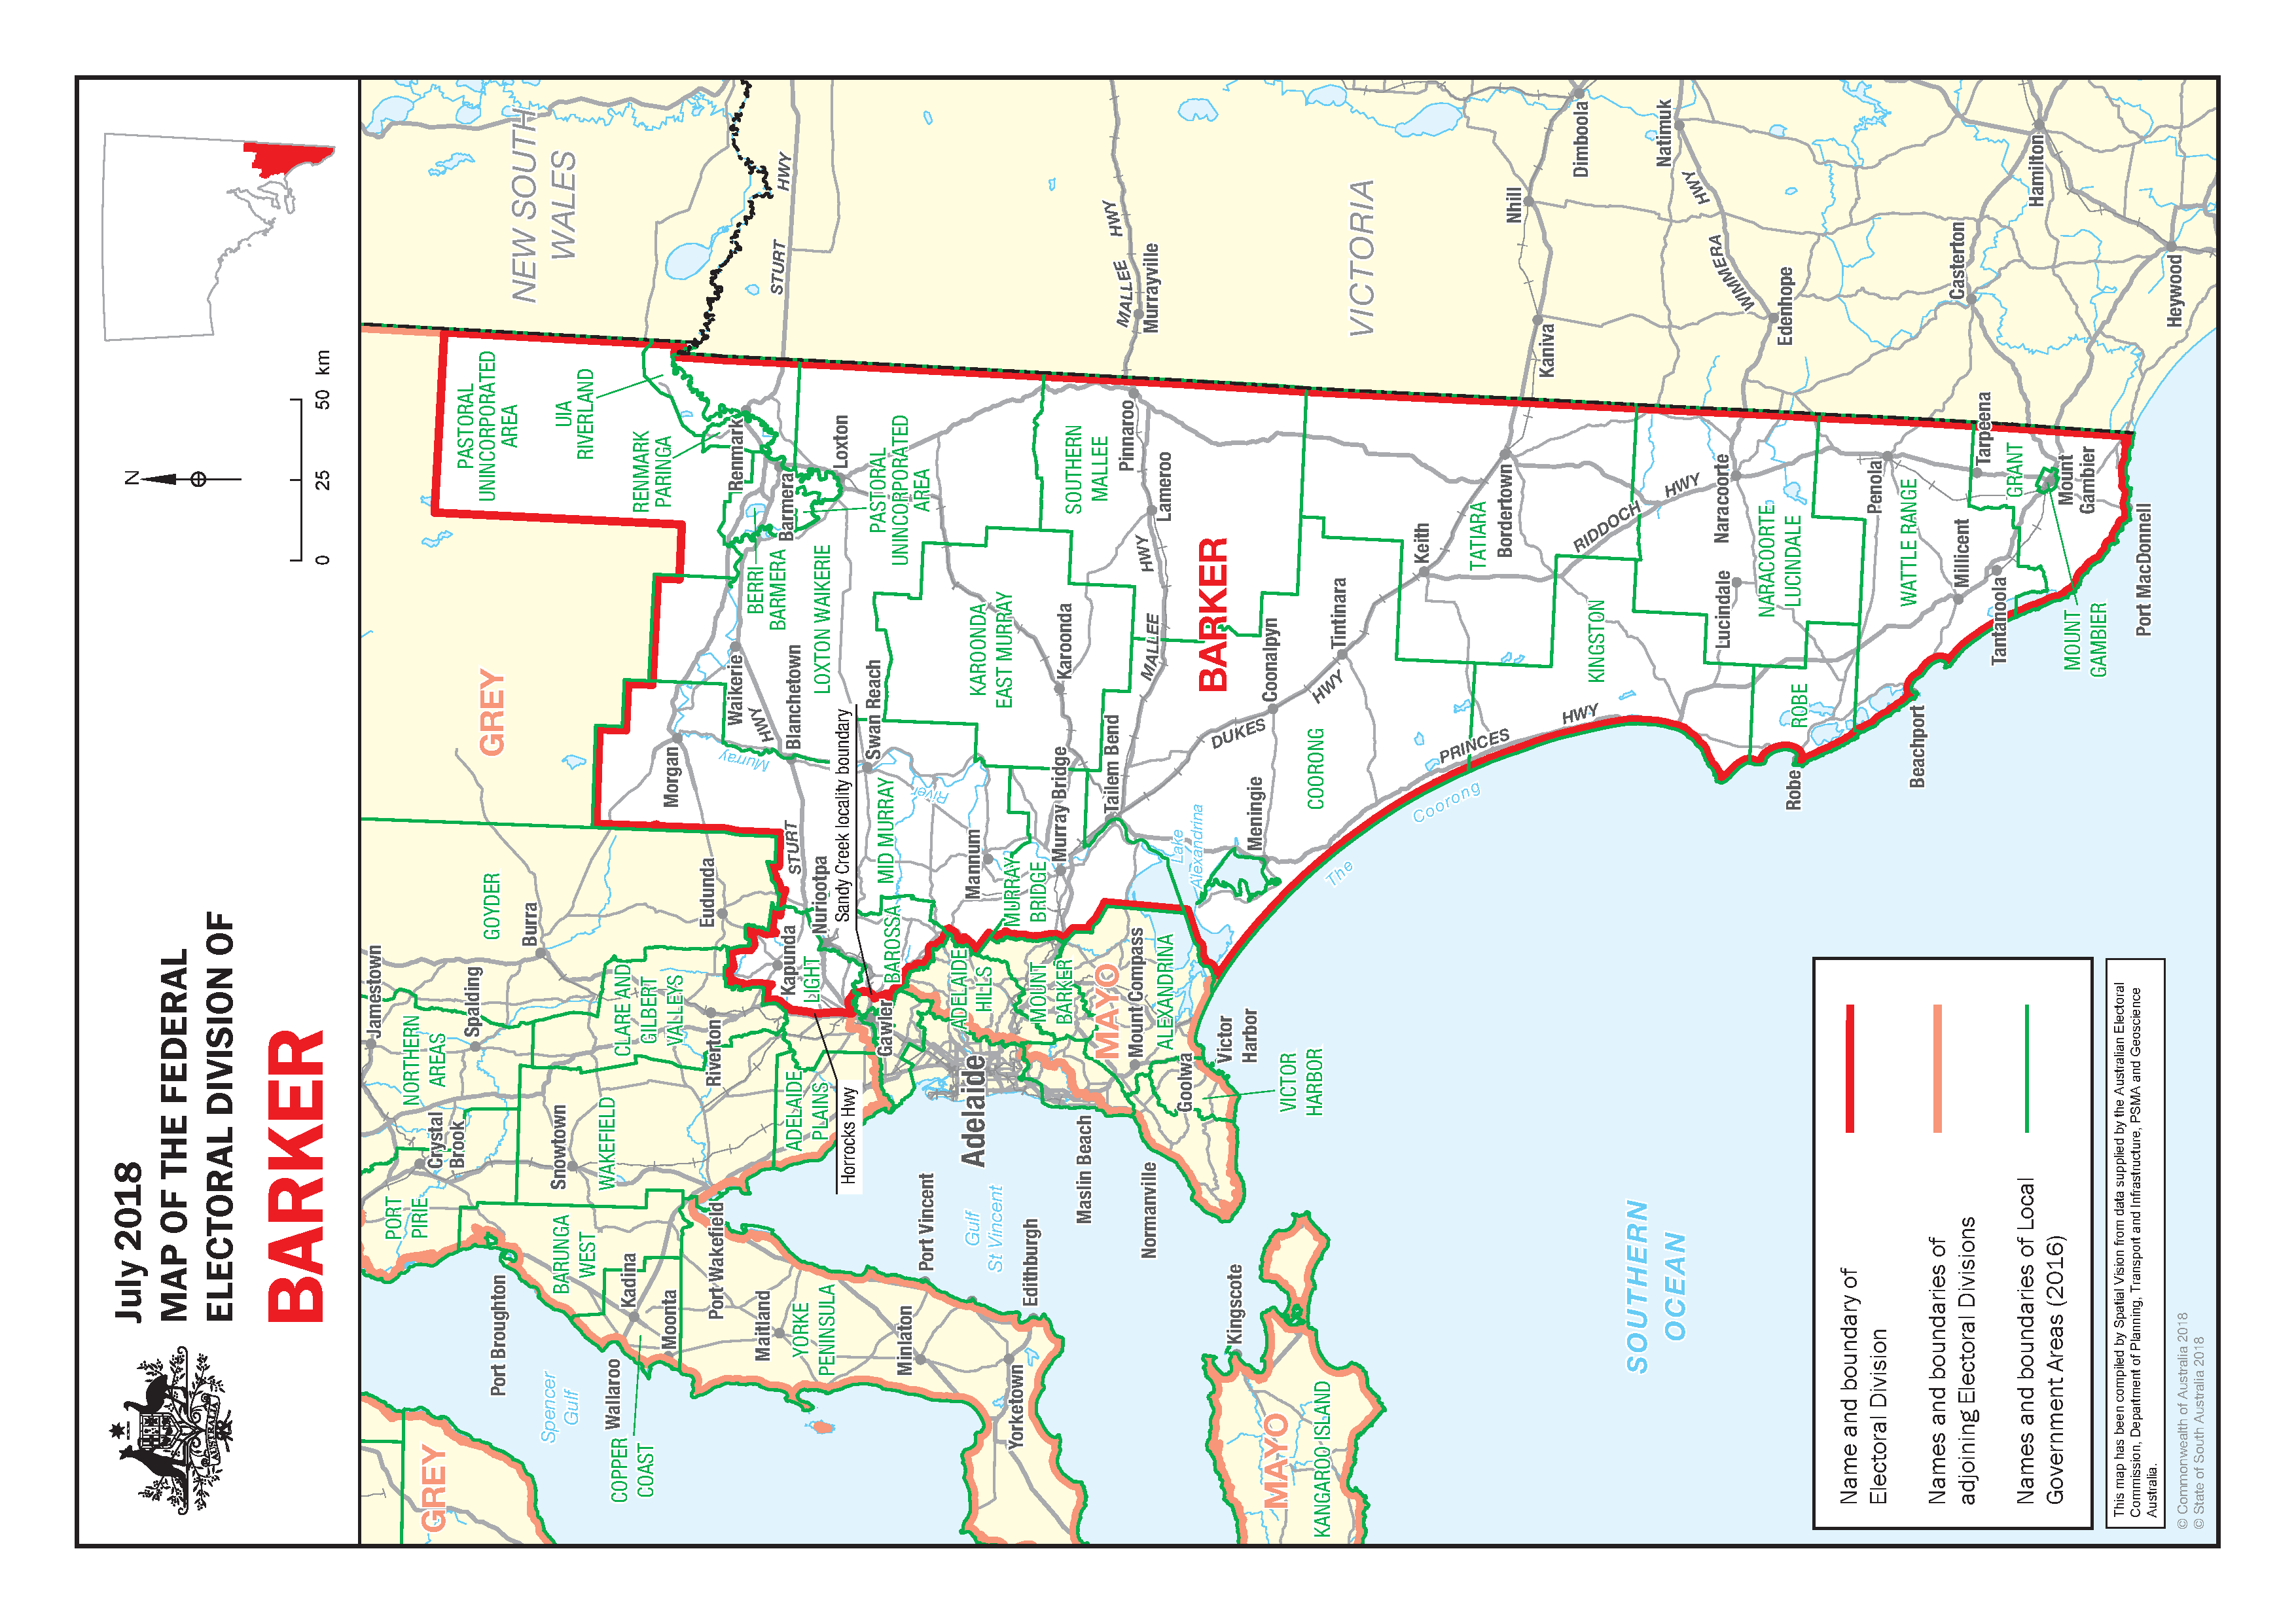 July 2018
MAP OF THE FEDERAL
ELECTORAL DIVISION OF
BARKER
N
0 25 50 km
NEW SOUTH
WALES
VICTORIA
SOUTHERN
OCEAN
GREY
GREY
MAYO
MAYO
BARKER
PASTORAL
UNINCORPORATED
AREA
UIA
RIVERLAND
RENMARK
PARINGA
Renmark
Barmera
BERRI
BARMERA
Loxton
PASTORAL
UNINCORPORATED
AREA
LOXTON WAIKERIE
Waikerie
Blanchetown
Swan Reach
Morgan
Murray
River
STURT
HWY
STURT
HWY
SOUTHERN
MALLEE
Pinnaroo
Lameroo
KAROONDA
EAST MURRAY
Karoonda
MALLEE
HWY
MALLEE
HWY
Murrayville
Coonalpyn
Tintinara
Keith
TATIARA
Bordertown
RIDDOCH
HWY
Naracoorte
Lucindale
NARACOORTE
LUCINDALE
KINGSTON
Penola
WATTLE RANGE
Millicent
Tantanoola
Tarpeena
GRANT
Mount
Gambier
MOUNT
GAMBIER
Port MacDonnell
ROBE
Robe
Beachport
PRINCES
HWY
DUKES
HWY
COORONG
The
Coorong
Meningie
Lake
Alexandrina
Tailem Bend
Murray Bridge
MURRAY
BRIDGE
Mannum
MID MURRAY
Sandy Creek locality boundary
Nuriootpa
BAROSSA
Kapunda
LIGHT
Gawler
Horrocks Hwy
Eudunda
GOYDER
Burra
Jamestown
Spalding
NORTHERN
AREAS
CLARE AND
GILBERT
VALLEYS
Riverton
Crystal
Brook
Snowtown
WAKEFIELD
ADELAIDE
PLAINS
PORT
PIRIE
BARUNGA
WEST
Port Broughton
Kadina
Moonta
Wallaroo
COPPER
COAST
Port Wakefield
Maitland
YORKE
PENINSULA
Minlaton
Port Vincent
Edithburgh
Yorketown
Spencer
Gulf
Gulf
St Vincent
Adelaide
ADELAIDE
HILLS
MOUNT
BARKER
Mount Compass
ALEXANDRINA
Goolwa
Victor
Harbor
VICTOR
HARBOR
Maslin Beach
Normanville
Kingscote
KANGAROO ISLAND
Kaniva
Nhill
Dimboola
Natimuk
WIMMERA
HWY
Edenhope
Casterton
Hamilton
Heywood
Name and boundary of
Electoral Division
Names and boundaries of
adjoining Electoral Divisions
Names and boundaries of Local
Government Areas (2016)
This map has been compiled by Spatial Vision from data supplied by the Australian Electoral
Commission, Department of Planning, Transport and Infrastructure, PSMA and Geoscience
Australia.
© Commonwealth of Australia 2018
© State of South Australia 2018